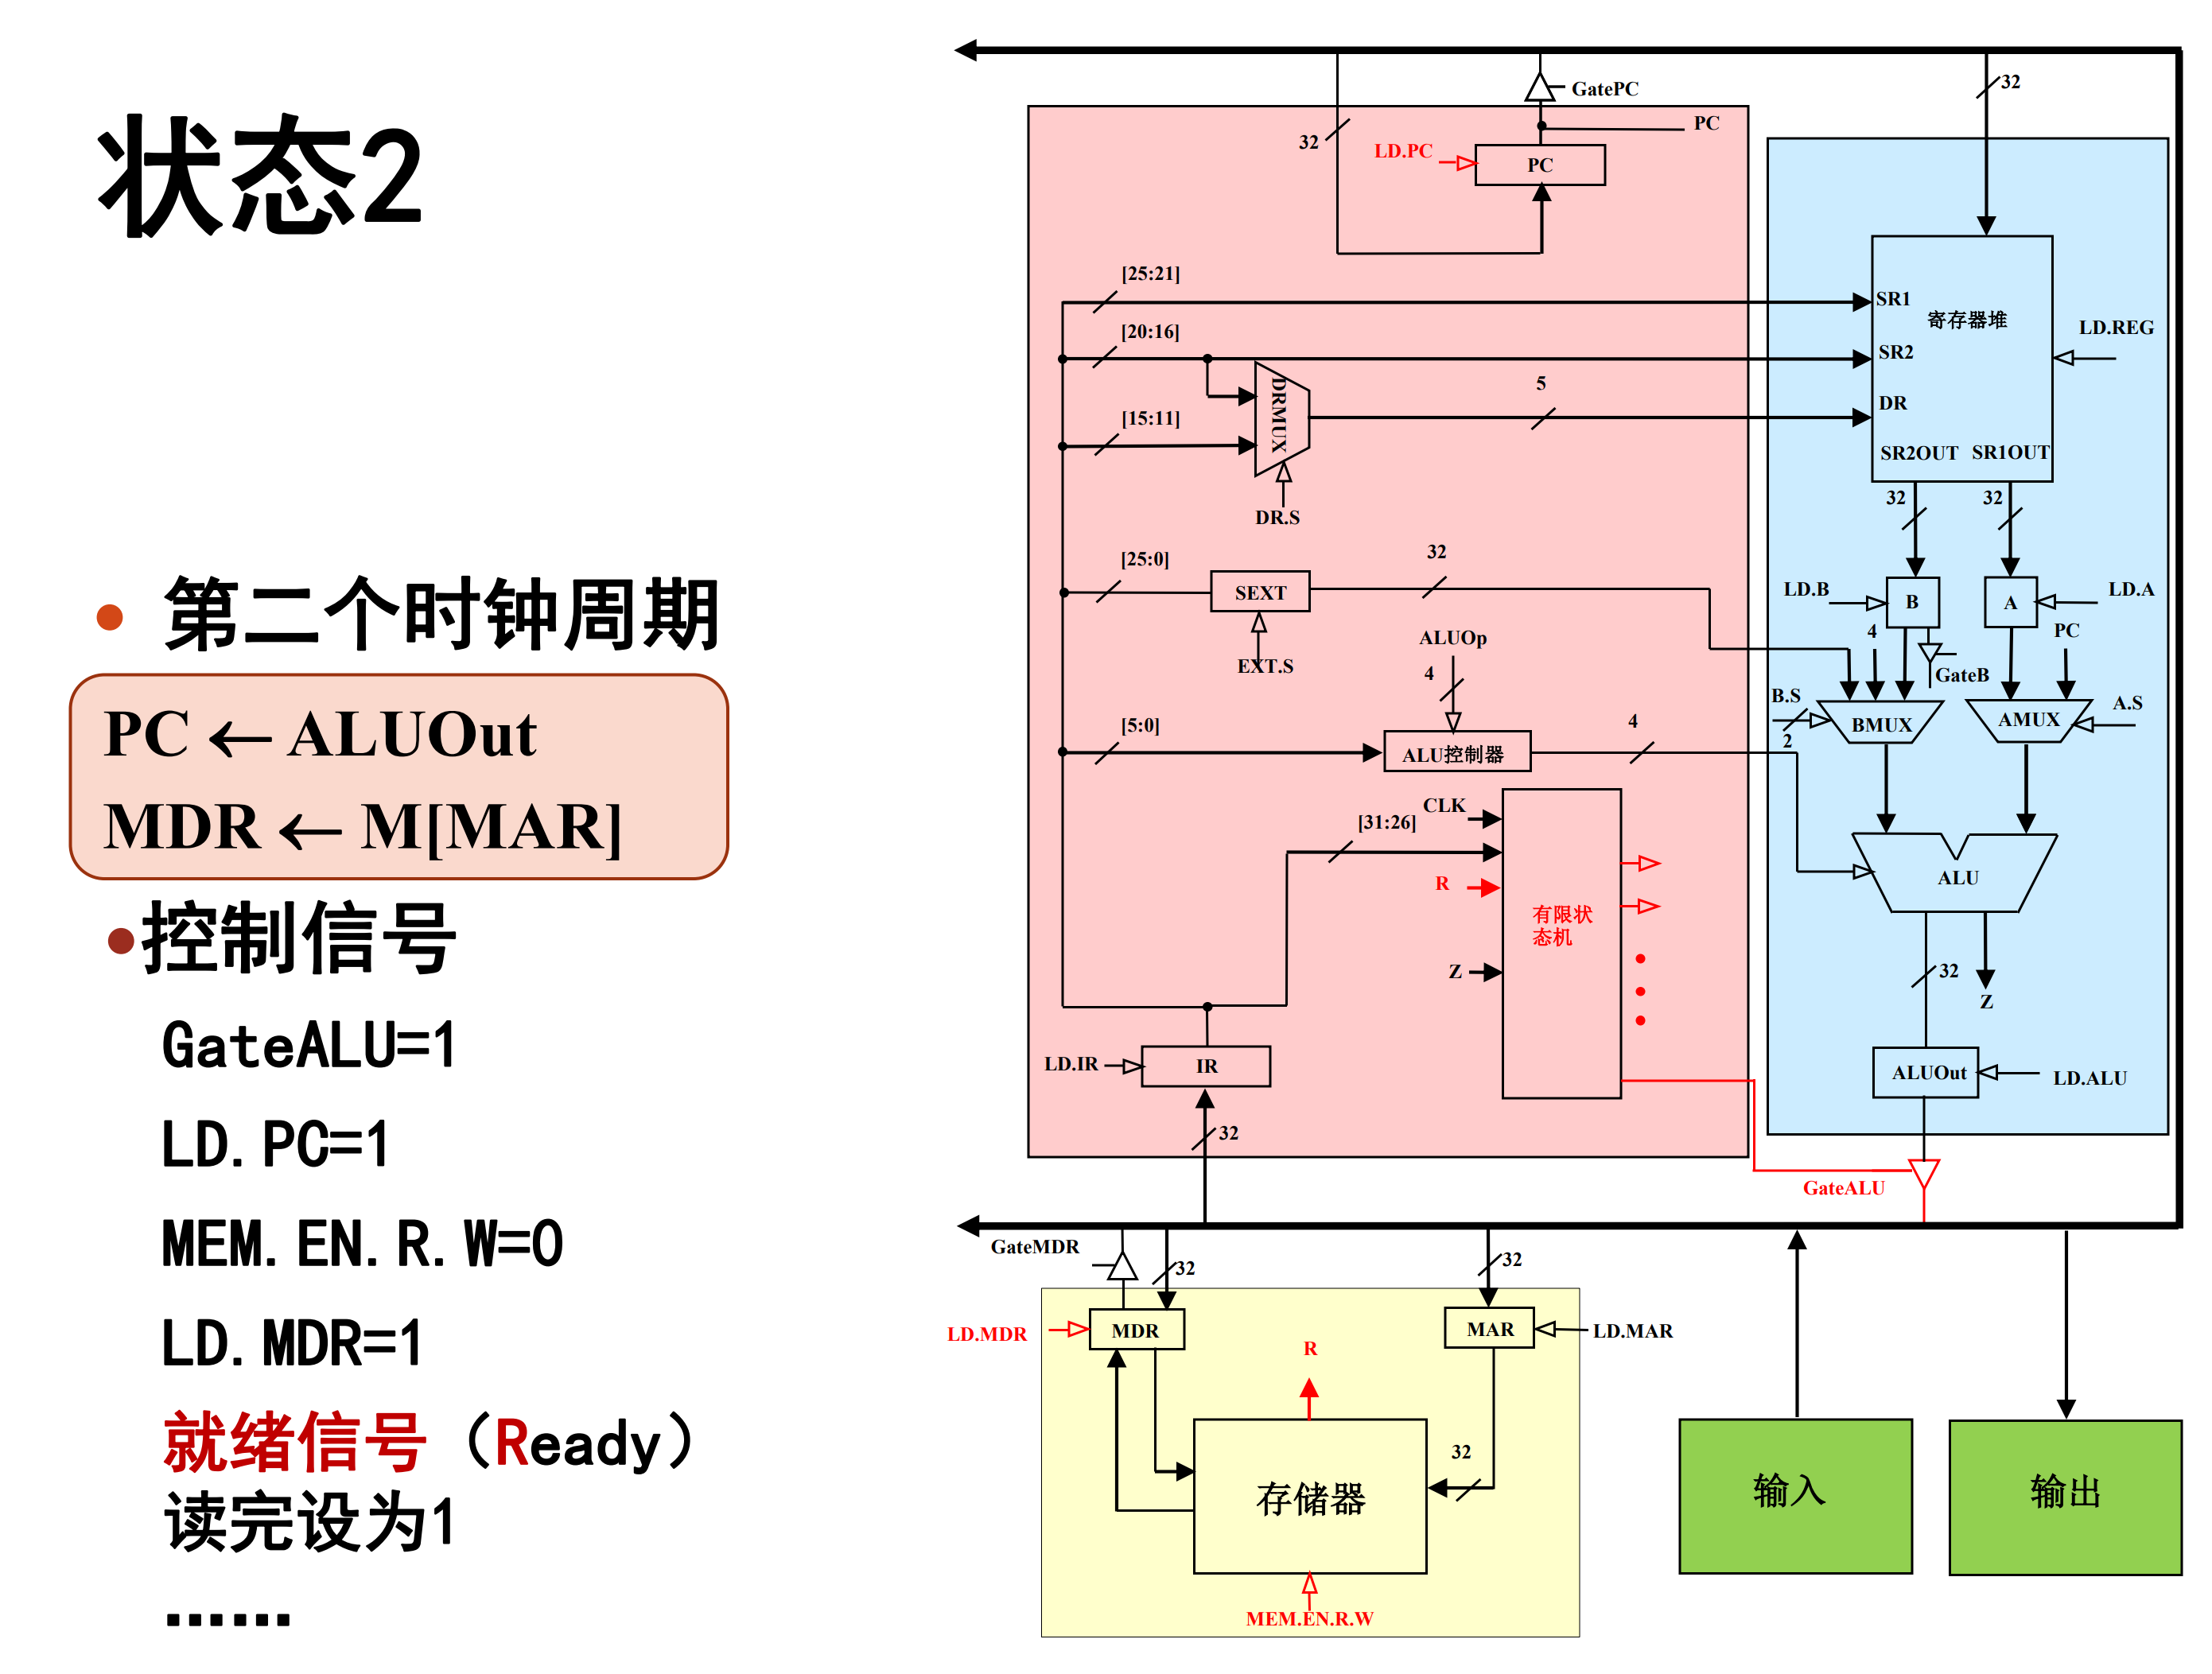 状态2
• 第二个时钟周期
PC ← ALUOut
MDR ← M[MAR]
•控制信号
GateALU=1
LD.PC=1
MEM.EN.R.W=0
LD.MDR=1
就绪信号（Ready）
读完设为1
......
GatePC
32
PC
32
LD.PC
PC
[25:21]
SR1
寄存器堆
LD.REG
[20:16]
SR2
DRMUX
5
DR
[15:11]
SR2OUT SR1OUT
DR.S
32
32
[25:0]
32
SEXT
EXT.S
LD.B
B
A
LD.A
4
PC
GateB
ALUOp
4
B.S
2
BMUX
AMUX
A.S
[5:0]
ALU控制器
4
CLK
[31:26]
R
有限状
态机
Z
ALU
32
Z
LD.IR
IR
ALUOut
LD.ALU
32
GateALU
GateMDR
32
32
LD.MDR
MDR
MAR
LD.MAR
R
32
存储器
MEM.EN.R.W
输入
输出